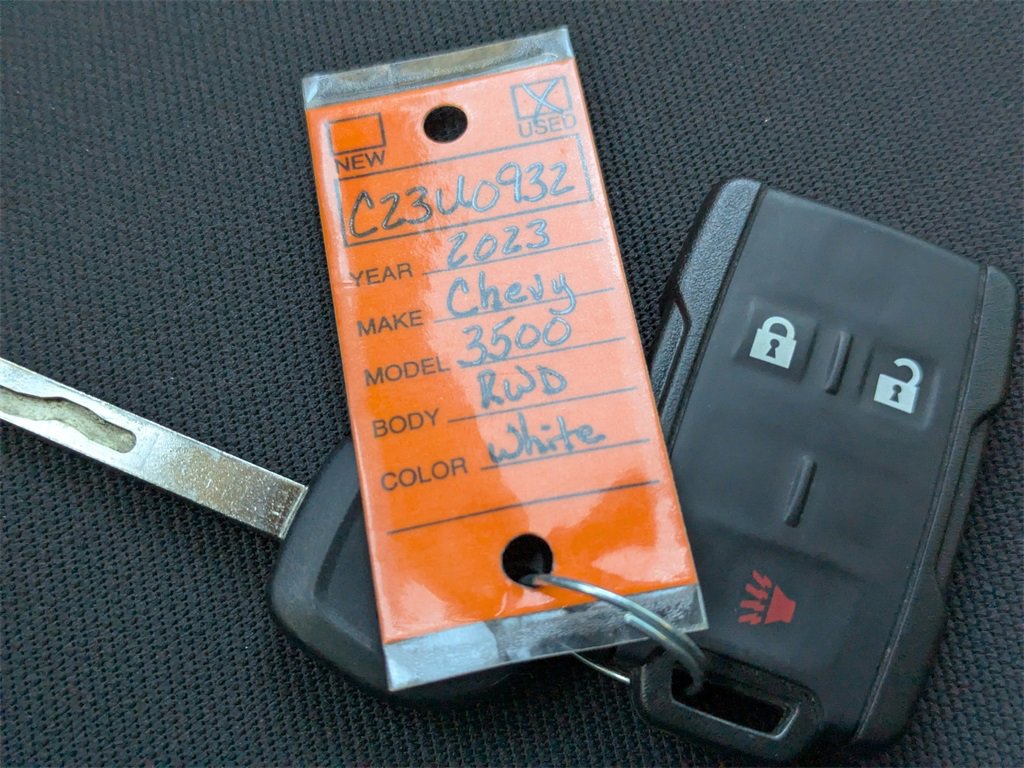 NEW USED
C23U0932
YEAR 2023
MAKE Chevy
MODEL 3500
BODY RWD
COLOR White